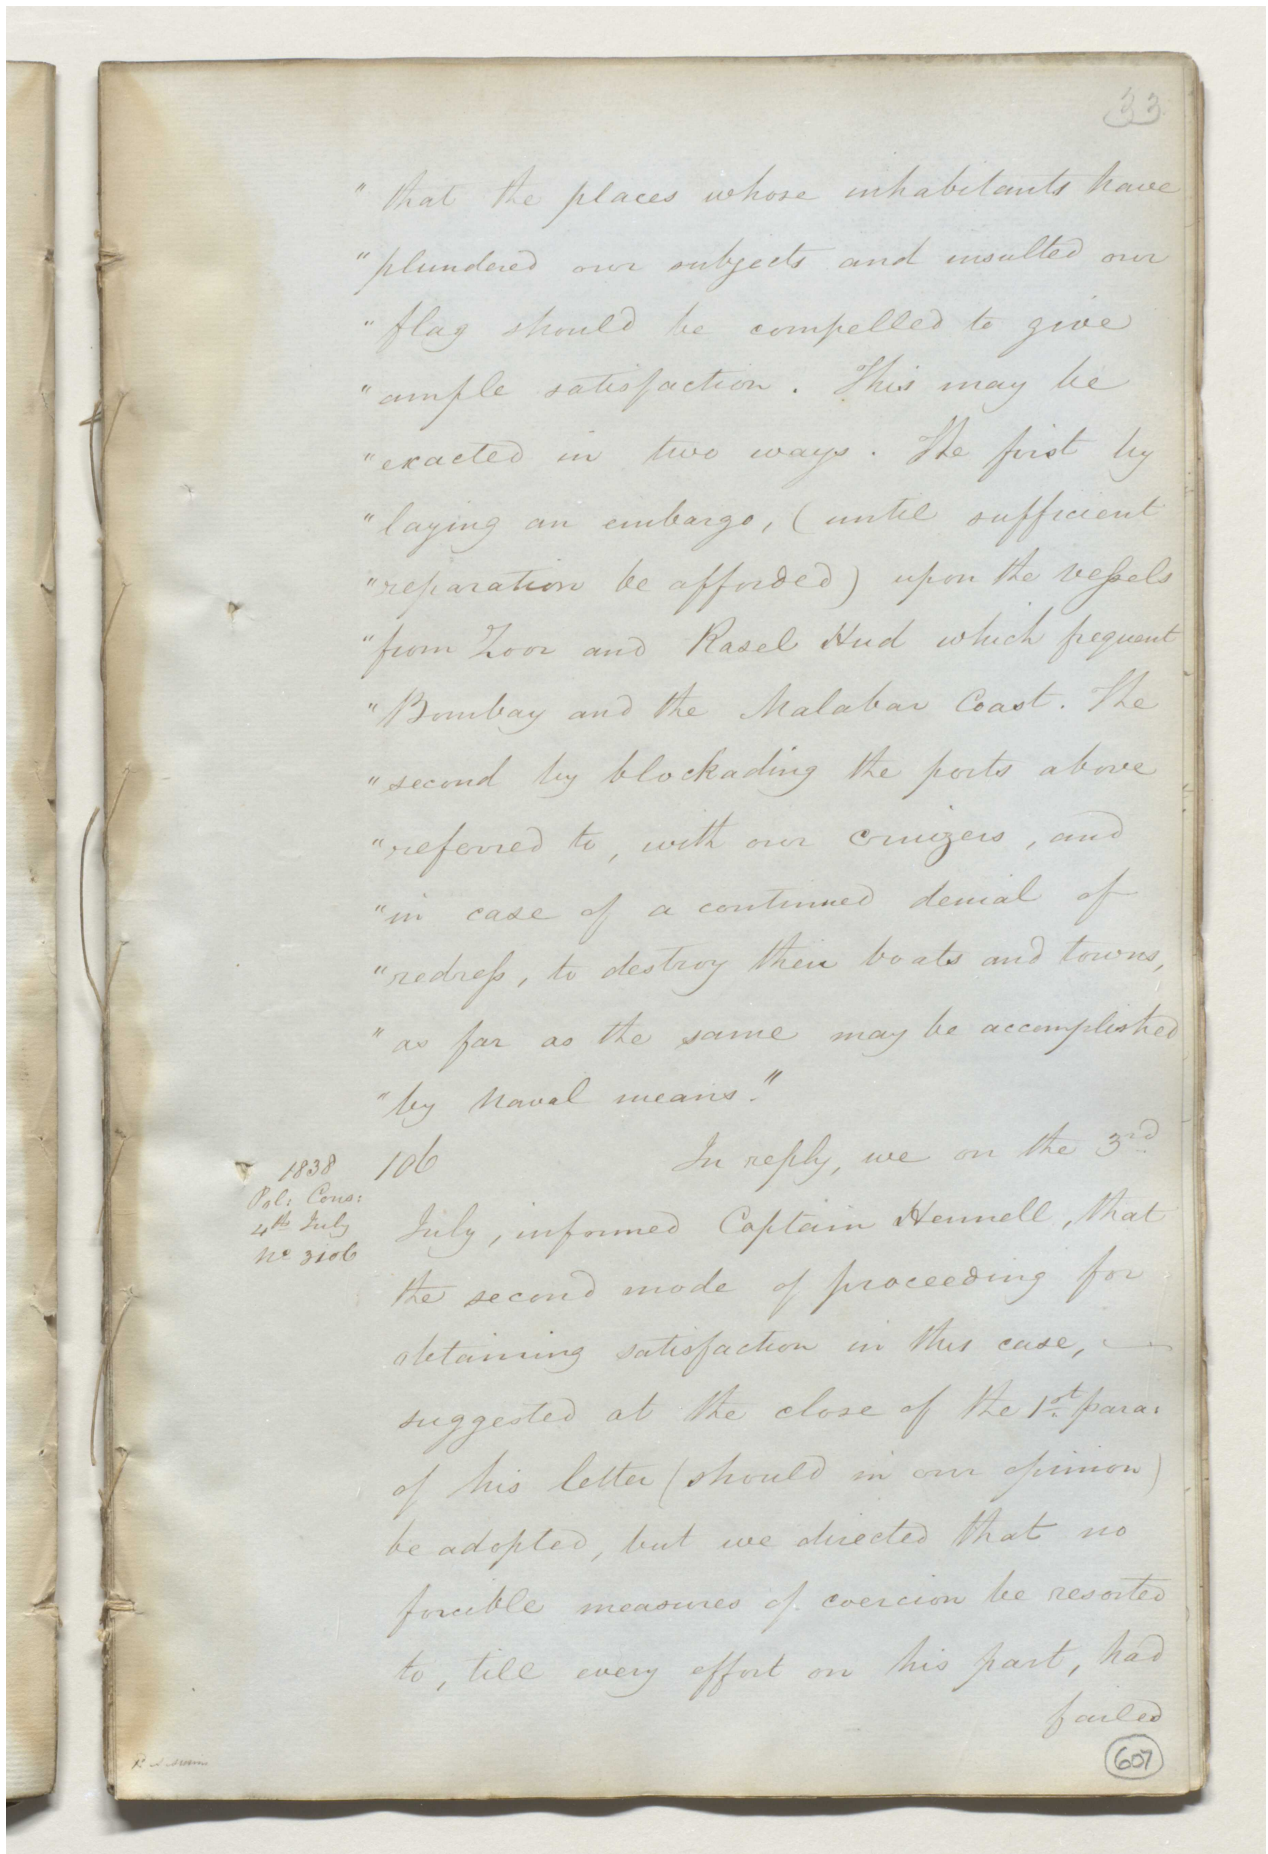 33
" that the places whose inhabitants have
" plundered our subjects and insulted our
" flag should be compelled to give
" ample satisfaction. This may be
" exacted in two ways. The first by
" laying an embargo, (until sufficient
" reparation be afforded) upon the vessels
" from Zoor and Rasel Hud which frequent
" Bombay and the Malabar Coast. The
" second by blockading the ports above
" referred to, with our cruizers, and
" in case of a continued denial of
" redress, to destroy their boats and towns,
" as far as the same may be accomplished
" by Naval means."
1838
Pol: Cons:
4th July
No 3106
106 In reply, we on the 3rd
July, informed Captain Hennell, that
the second mode of proceeding for
obtaining satisfaction in this case,
suggested at the close of the 1st para:
of his letter (should in our opinion)
be adopted, but we directed that no
forcible measures of coercion be resorted
to, till every effort on his part, had
failed
607